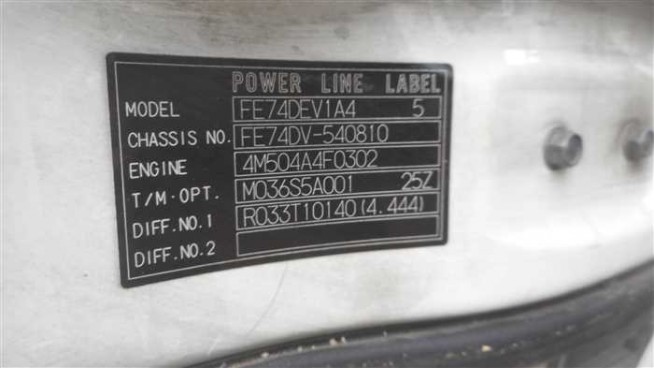 POWER LINE LABEL
MODEL FE74DEV1A4 5
CHASSIS NO. FE74DV-540810
ENGINE 4M504A4F0302
T/M·OPT. M036S5A001 25Z
DIFF.NO.1 R033T10140(4.444)
DIFF.NO.2